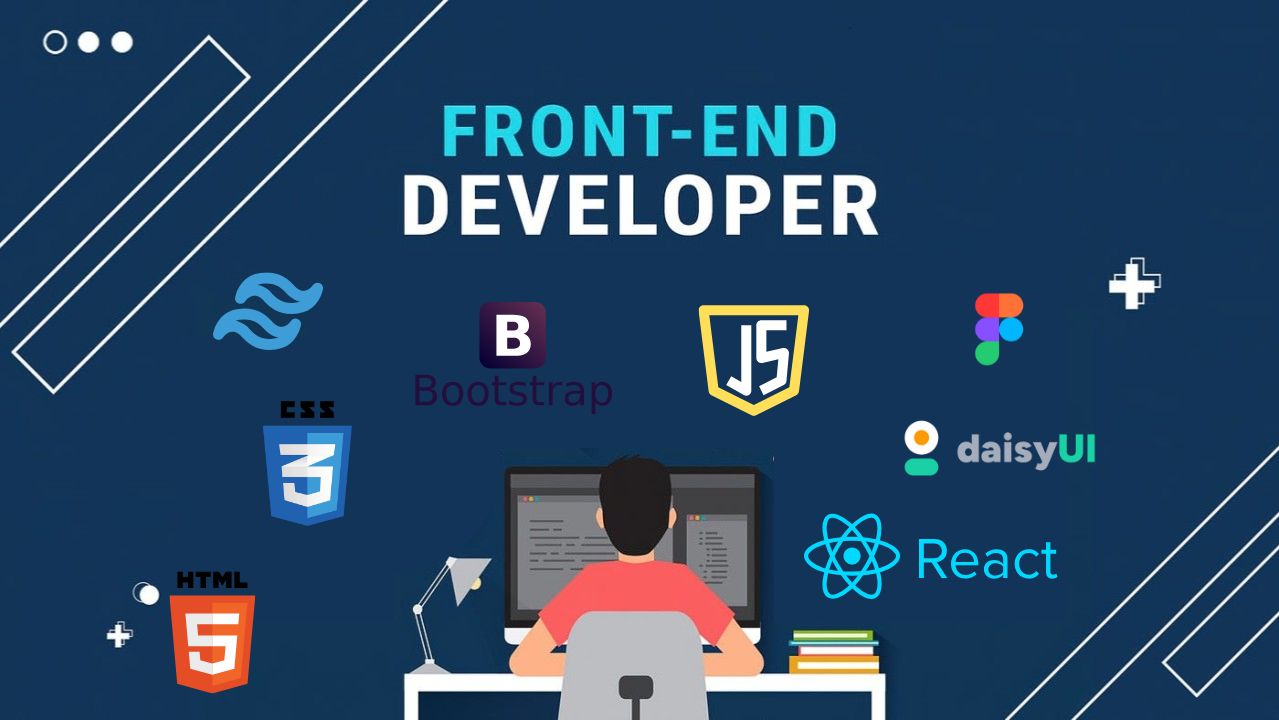 FRONT-END
DEVELOPER
B
Bootstrap
JS
CSS
3
daisyUI
React
HTML
5